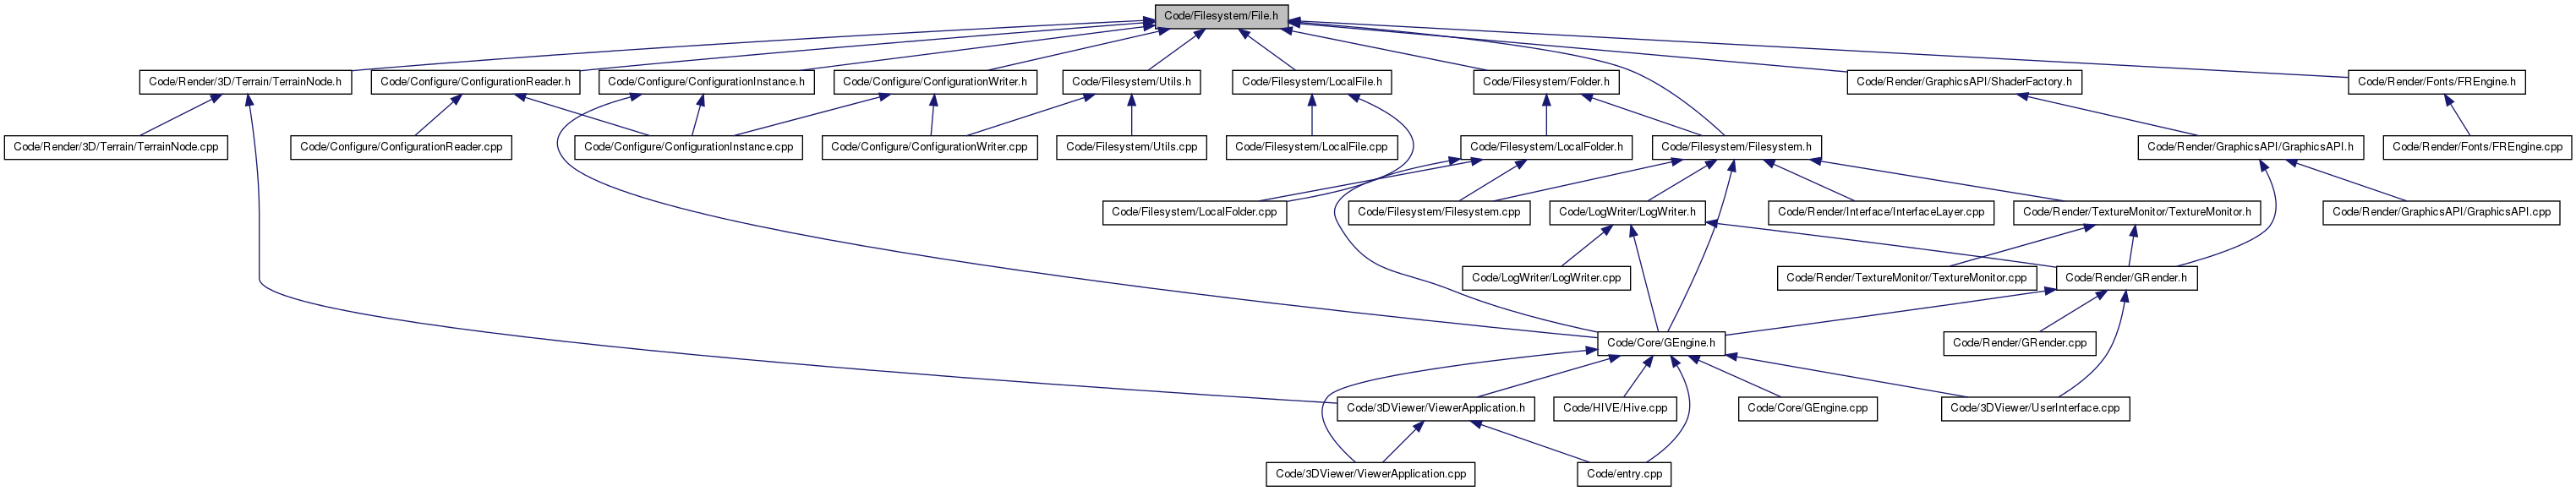 Code/Filesystem/File.h
Code/Render/3D/Terrain/TerrainNode.h
Code/Configure/ConfigurationReader.h
Code/Configure/ConfigurationInstance.h
Code/Configure/ConfigurationWriter.h
Code/Filesystem/Utils.h
Code/Filesystem/LocalFile.h
Code/Filesystem/Folder.h
Code/Render/GraphicsAPI/ShaderFactory.h
Code/Render/Fonts/FREngine.h
Code/Render/3D/Terrain/TerrainNode.cpp
Code/Configure/ConfigurationReader.cpp
Code/Configure/ConfigurationInstance.cpp
Code/Configure/ConfigurationWriter.cpp
Code/Filesystem/Utils.cpp
Code/Filesystem/LocalFile.cpp
Code/Filesystem/LocalFolder.h
Code/Filesystem/Filesystem.h
Code/Render/GraphicsAPI/GraphicsAPI.h
Code/Render/Fonts/FREngine.cpp
Code/Filesystem/LocalFolder.cpp
Code/Filesystem/Filesystem.cpp
Code/LogWriter/LogWriter.h
Code/Render/Interface/InterfaceLayer.cpp
Code/Render/TextureMonitor/TextureMonitor.h
Code/Render/GraphicsAPI/GraphicsAPI.cpp
Code/LogWriter/LogWriter.cpp
Code/Render/TextureMonitor/TextureMonitor.cpp
Code/Render/GRender.h
Code/Core/GEngine.h
Code/Render/GRender.cpp
Code/3DViewer/ViewerApplication.h
Code/HIVE/Hive.cpp
Code/Core/GEngine.cpp
Code/3DViewer/UserInterface.cpp
Code/3DViewer/ViewerApplication.cpp
Code/entry.cpp